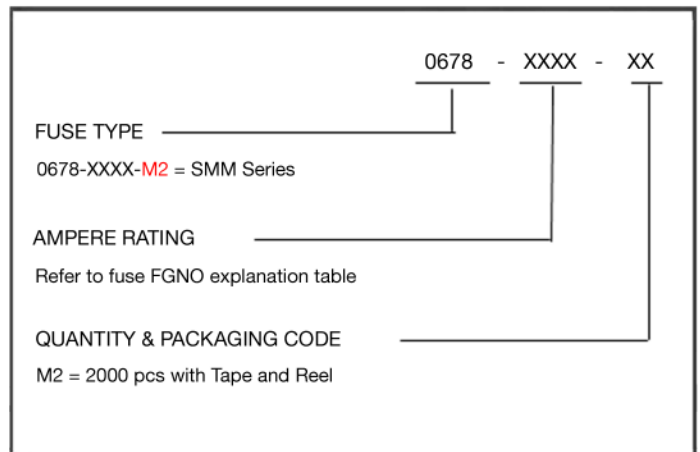 0678 - XXXX - XX
FUSE TYPE
0678-XXXX-M2 = SMM Series
AMPERE RATING
Refer to fuse FGNO explanation table
QUANTITY & PACKAGING CODE
M2 = 2000 pcs with Tape and Reel